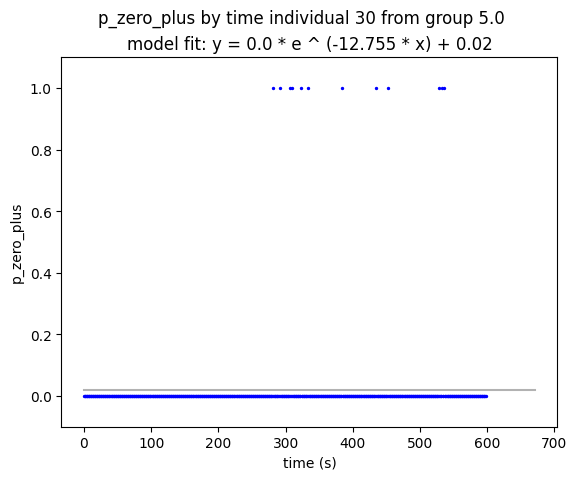 p_zero_plus by time individual 30 from group 5.0
model fit: y = 0.0 * e ^ (-12.755 * x) + 0.02
1.0
0.8
0.6
0.4
0.2
0.0
p_zero_plus
0 100 200 300 400 500 600 700
time (s)